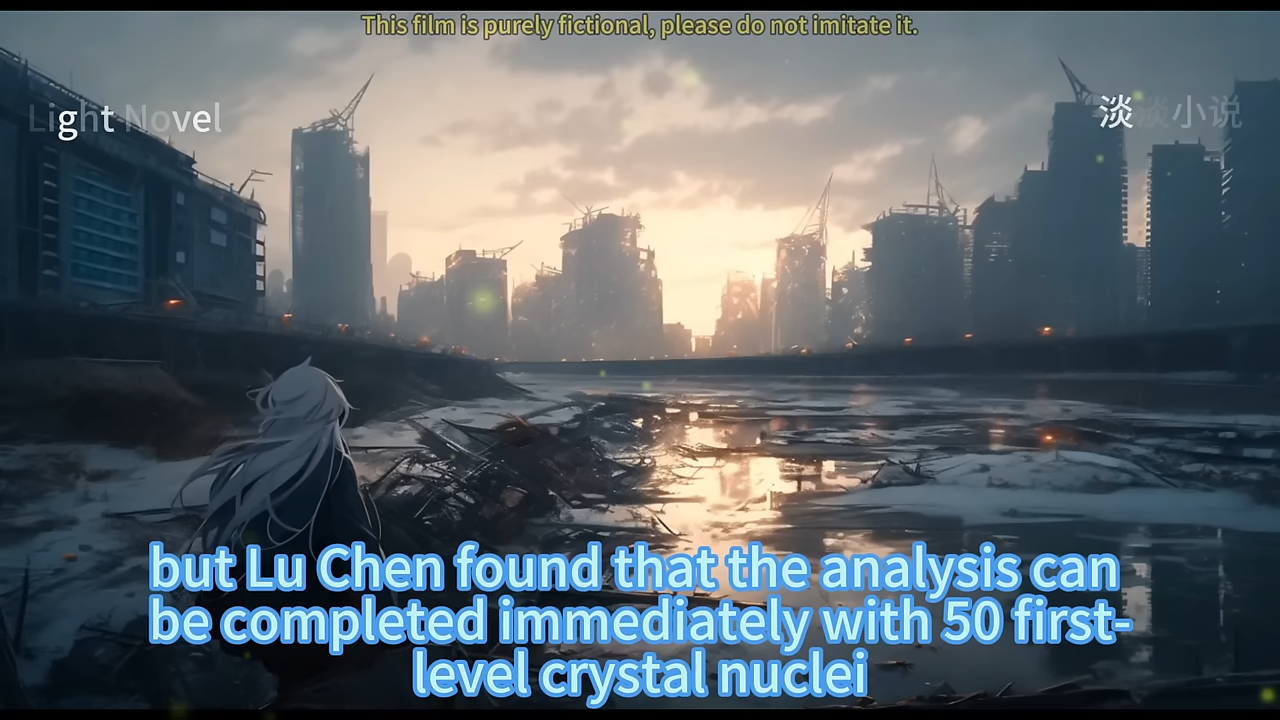 This film is purely fictional, please do not imitate it.
Light Novel
淡淡小说
but Lu Chen found that the analysis can
be completed immediately with 50 first-
level crystal nuclei